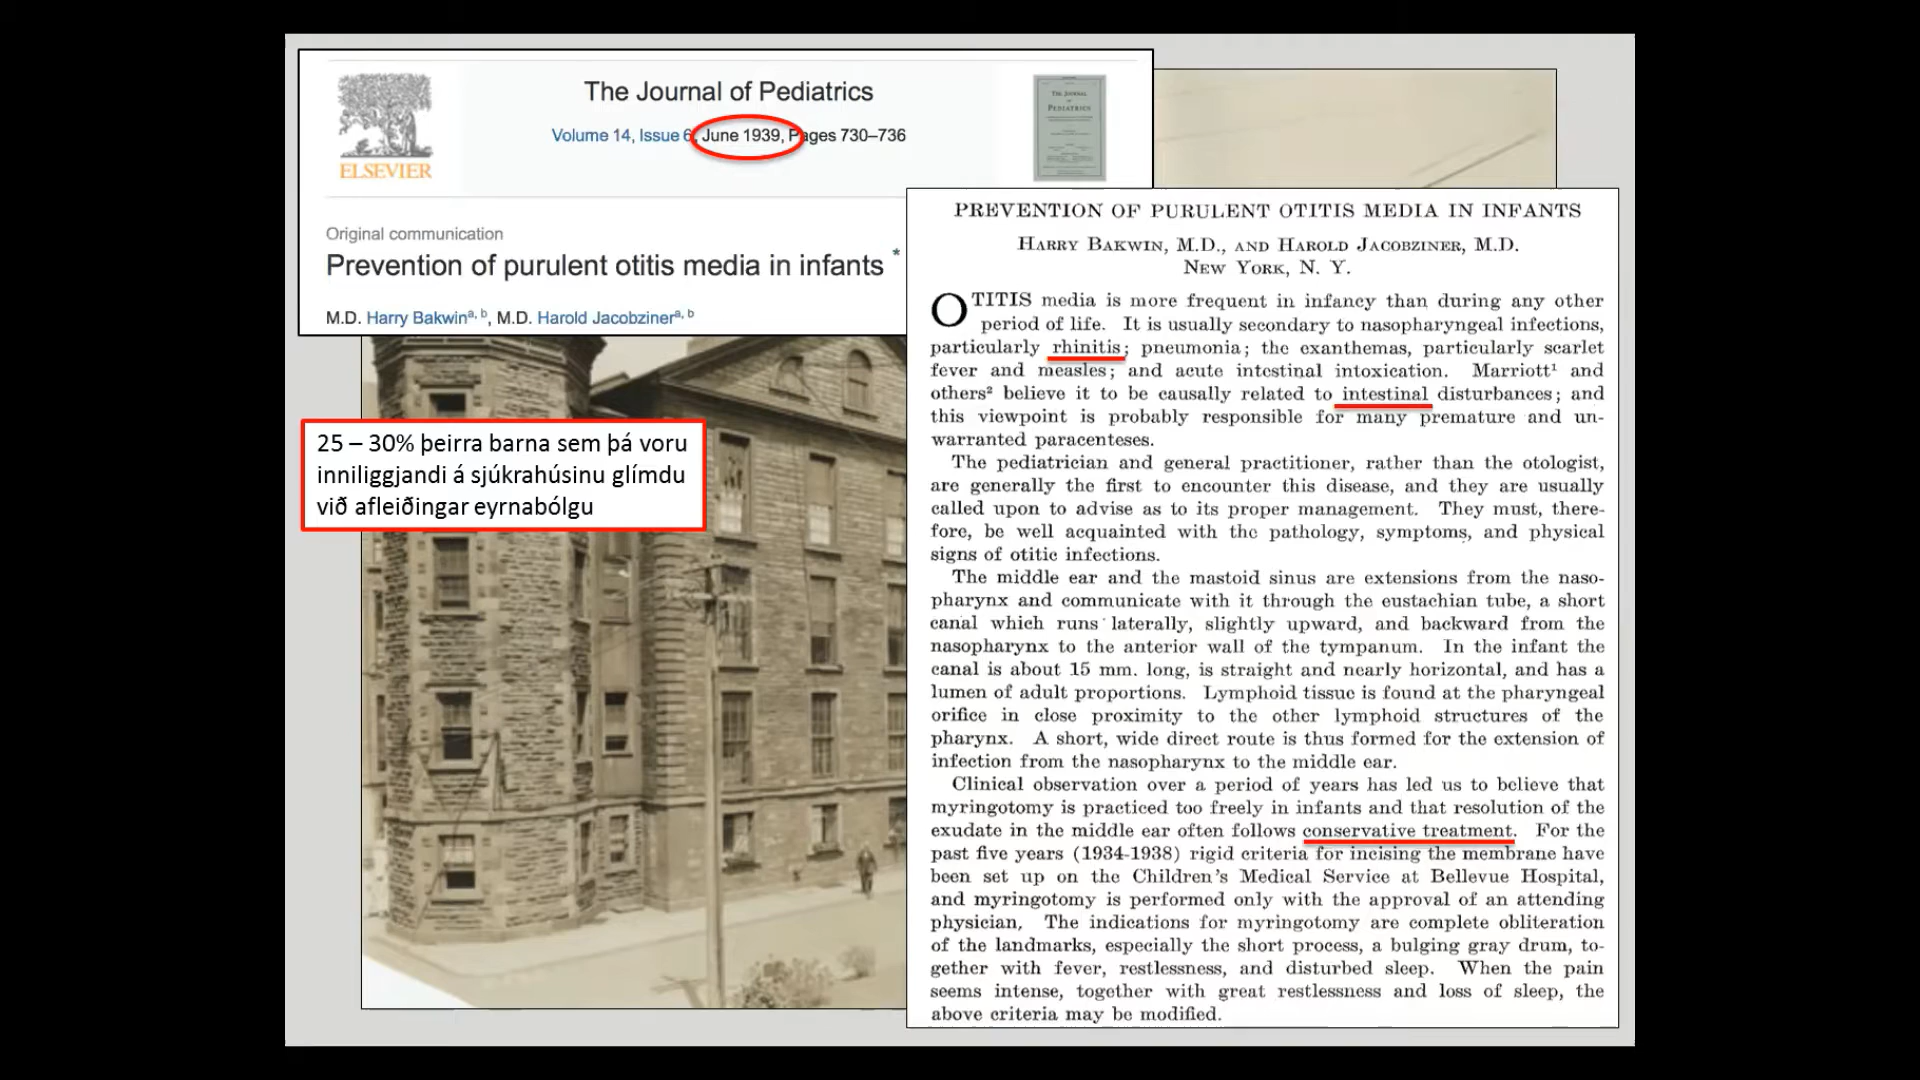 The Journal of Pediatrics
Volume 14, Issue 6, June 1939, Pages 730–736
ELSEVIER
THE JOURNAL
OF
PEDIATRICS
Original communication
Prevention of purulent otitis media in infants *
M.D. Harry Bakwin a, b, M.D. Harold Jacobziner a, b
25 – 30% þeirra barna sem þá voru
inniliggjandi á sjúkrahúsinu glímdu
við afleiðingar eyrnabólgu
PREVENTION OF PURULENT OTITIS MEDIA IN INFANTS
HARRY BAKWIN, M.D., AND HAROLD JACOBZINER, M.D.
NEW YORK, N. Y.
OTITIS media is more frequent in infancy than during any other
period of life. It is usually secondary to nasopharyngeal infections,
particularly rhinitis; pneumonia; the exanthemas, particularly scarlet
fever and measles; and acute intestinal intoxication. Marriott¹ and
others² believe it to be causally related to intestinal disturbances; and
this viewpoint is probably responsible for many premature and un-
warranted paracenteses.
The pediatrician and general practitioner, rather than the otologist,
are generally the first to encounter this disease, and they are usually
called upon to advise as to its proper management. They must, there-
fore, be well acquainted with the pathology, symptoms, and physical
signs of otitic infections.
The middle ear and the mastoid sinus are extensions from the naso-
pharynx and communicate with it through the eustachian tube, a short
canal which runs laterally, slightly upward, and backward from the
nasopharynx to the anterior wall of the tympanum. In the infant the
canal is about 15 mm. long, is straight and nearly horizontal, and has a
lumen of adult proportions. Lymphoid tissue is found at the pharyngeal
orifice in close proximity to the other lymphoid structures of the
pharynx. A short, wide direct route is thus formed for the extension of
infection from the nasopharynx to the middle ear.
Clinical observation over a period of years has led us to believe that
myringotomy is practiced too freely in infants and that resolution of the
exudate in the middle ear often follows conservative treatment. For the
past five years (1934-1938) rigid criteria for incising the membrane have
been set up on the Children's Medical Service at Bellevue Hospital,
and myringotomy is performed only with the approval of an attending
physician. The indications for myringotomy are complete obliteration
of the landmarks, especially the short process, a bulging gray drum, to-
gether with fever, restlessness, and disturbed sleep. When the pain
seems intense, together with great restlessness and loss of sleep, the
above criteria may be modified.